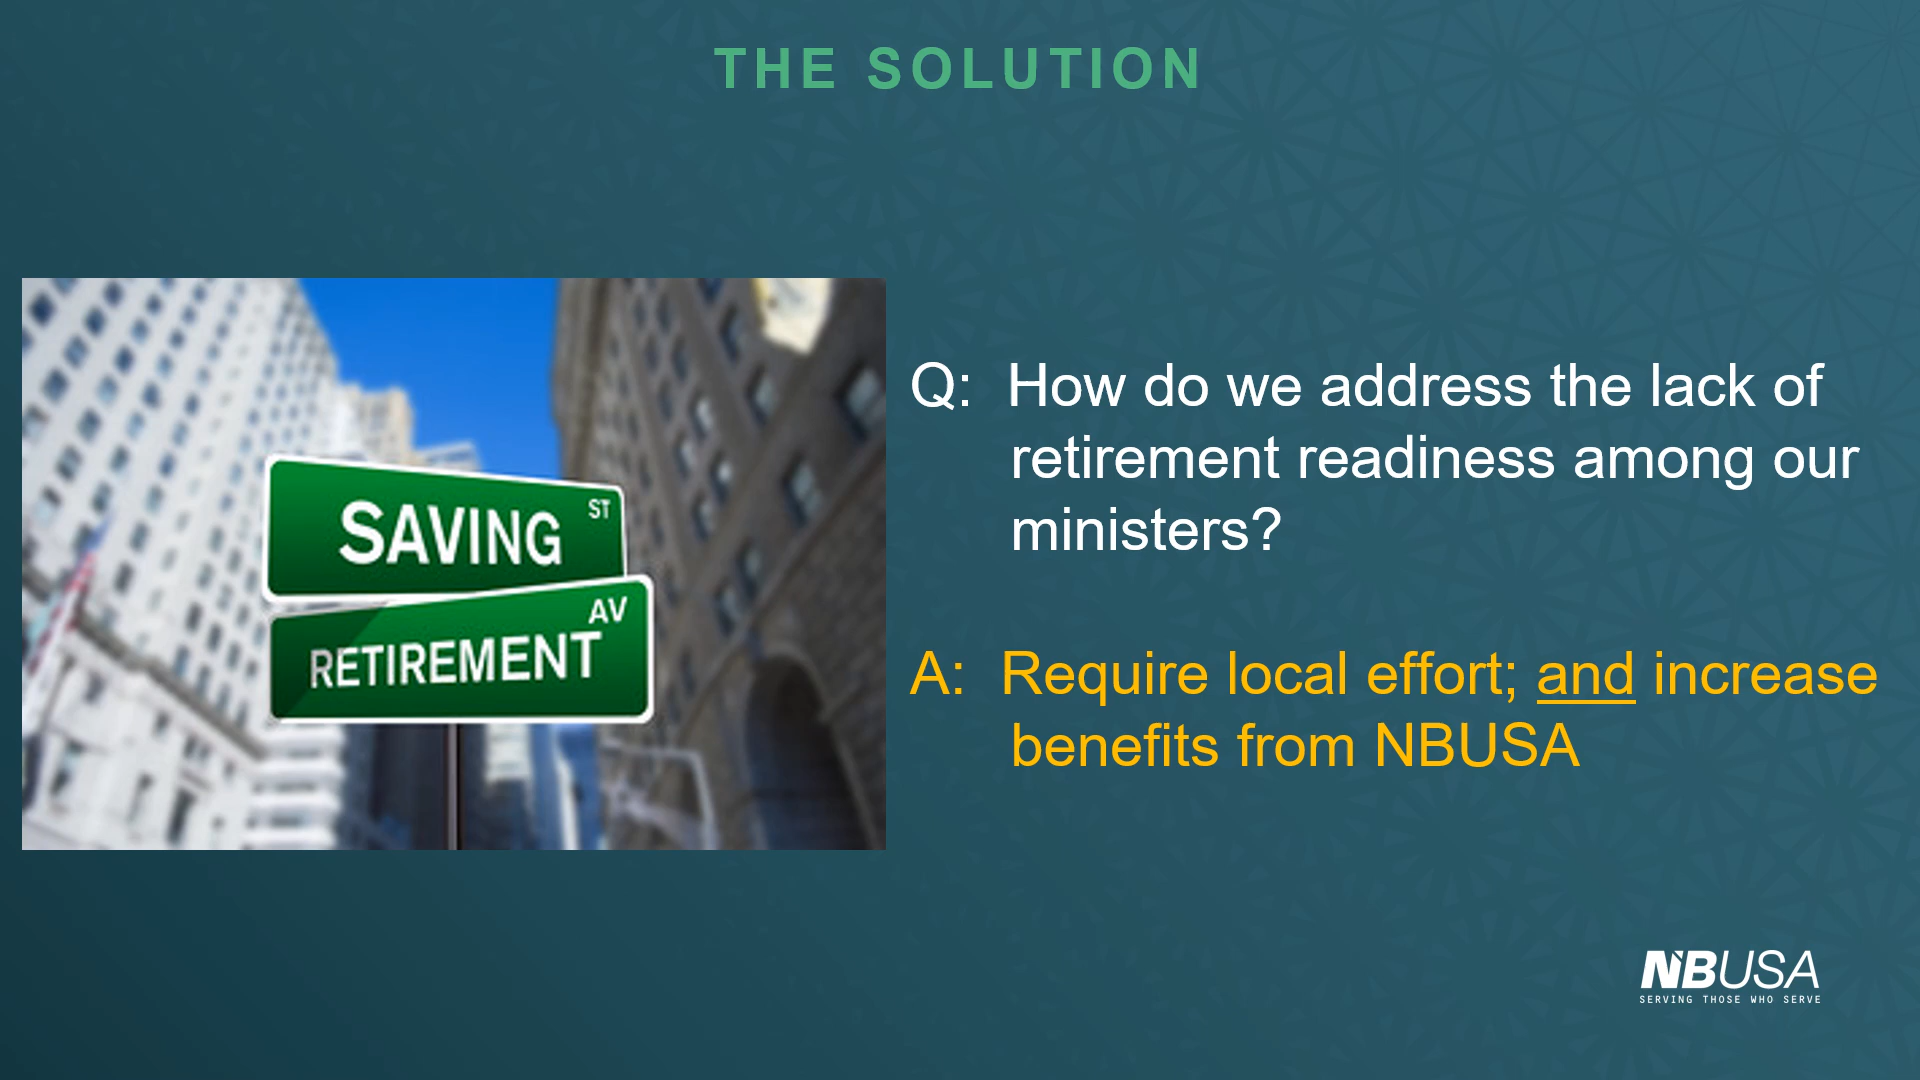 THE SOLUTION
SAVING ST
RETIREMENT AV
Q: How do we address the lack of
retirement readiness among our
ministers?
A: Require local effort; and increase
benefits from NBUSA
NBUSA
SERVING THOSE WHO SERVE